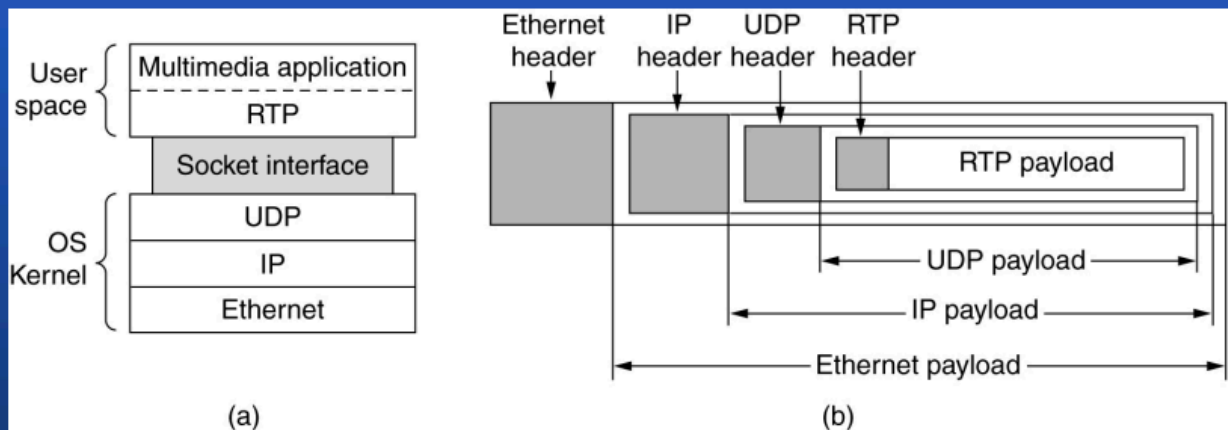 User
space
Multimedia application
RTP
Socket interface
OS
Kernel
UDP
IP
Ethernet
(a)
Ethernet
header
IP
header
UDP
header
RTP
header
RTP payload
UDP payload
IP payload
Ethernet payload
(b)